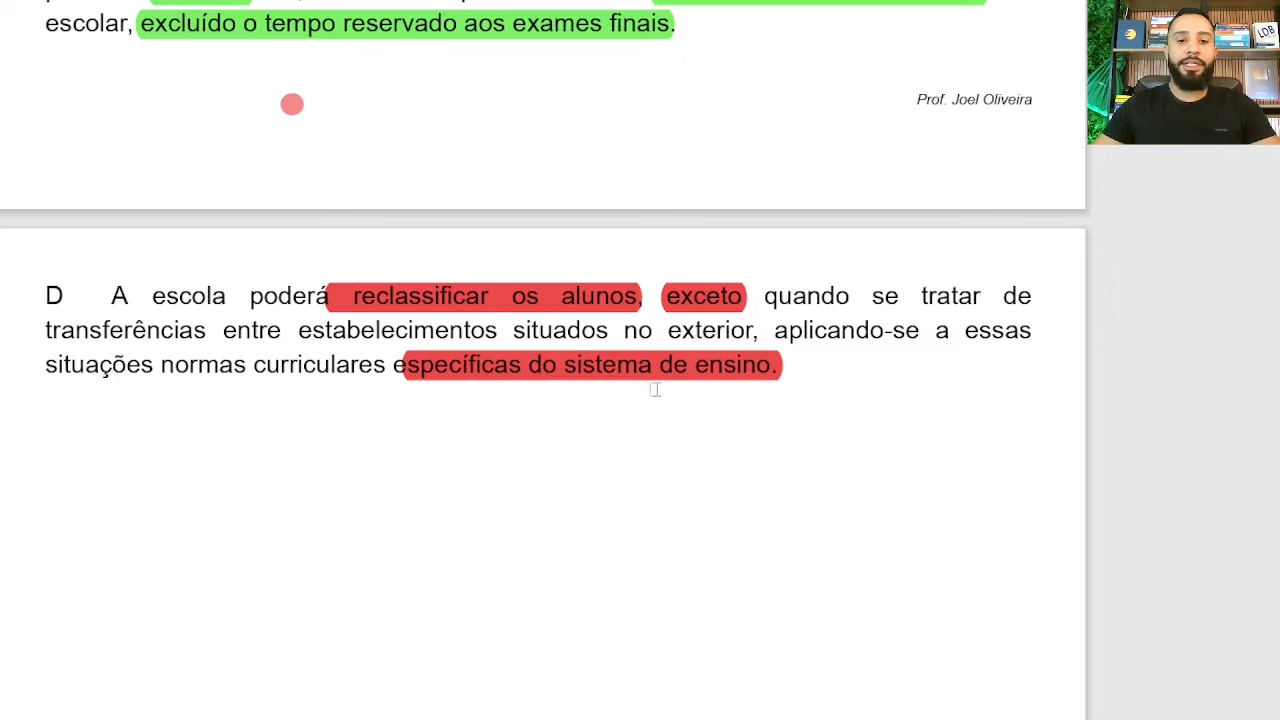 escolar, excluído o tempo reservado aos exames finais.
Prof. Joel Oliveira
D A escola poderá reclassificar os alunos, exceto quando se tratar de
transferências entre estabelecimentos situados no exterior, aplicando-se a essas
situações normas curriculares específicas do sistema de ensino.
LDB